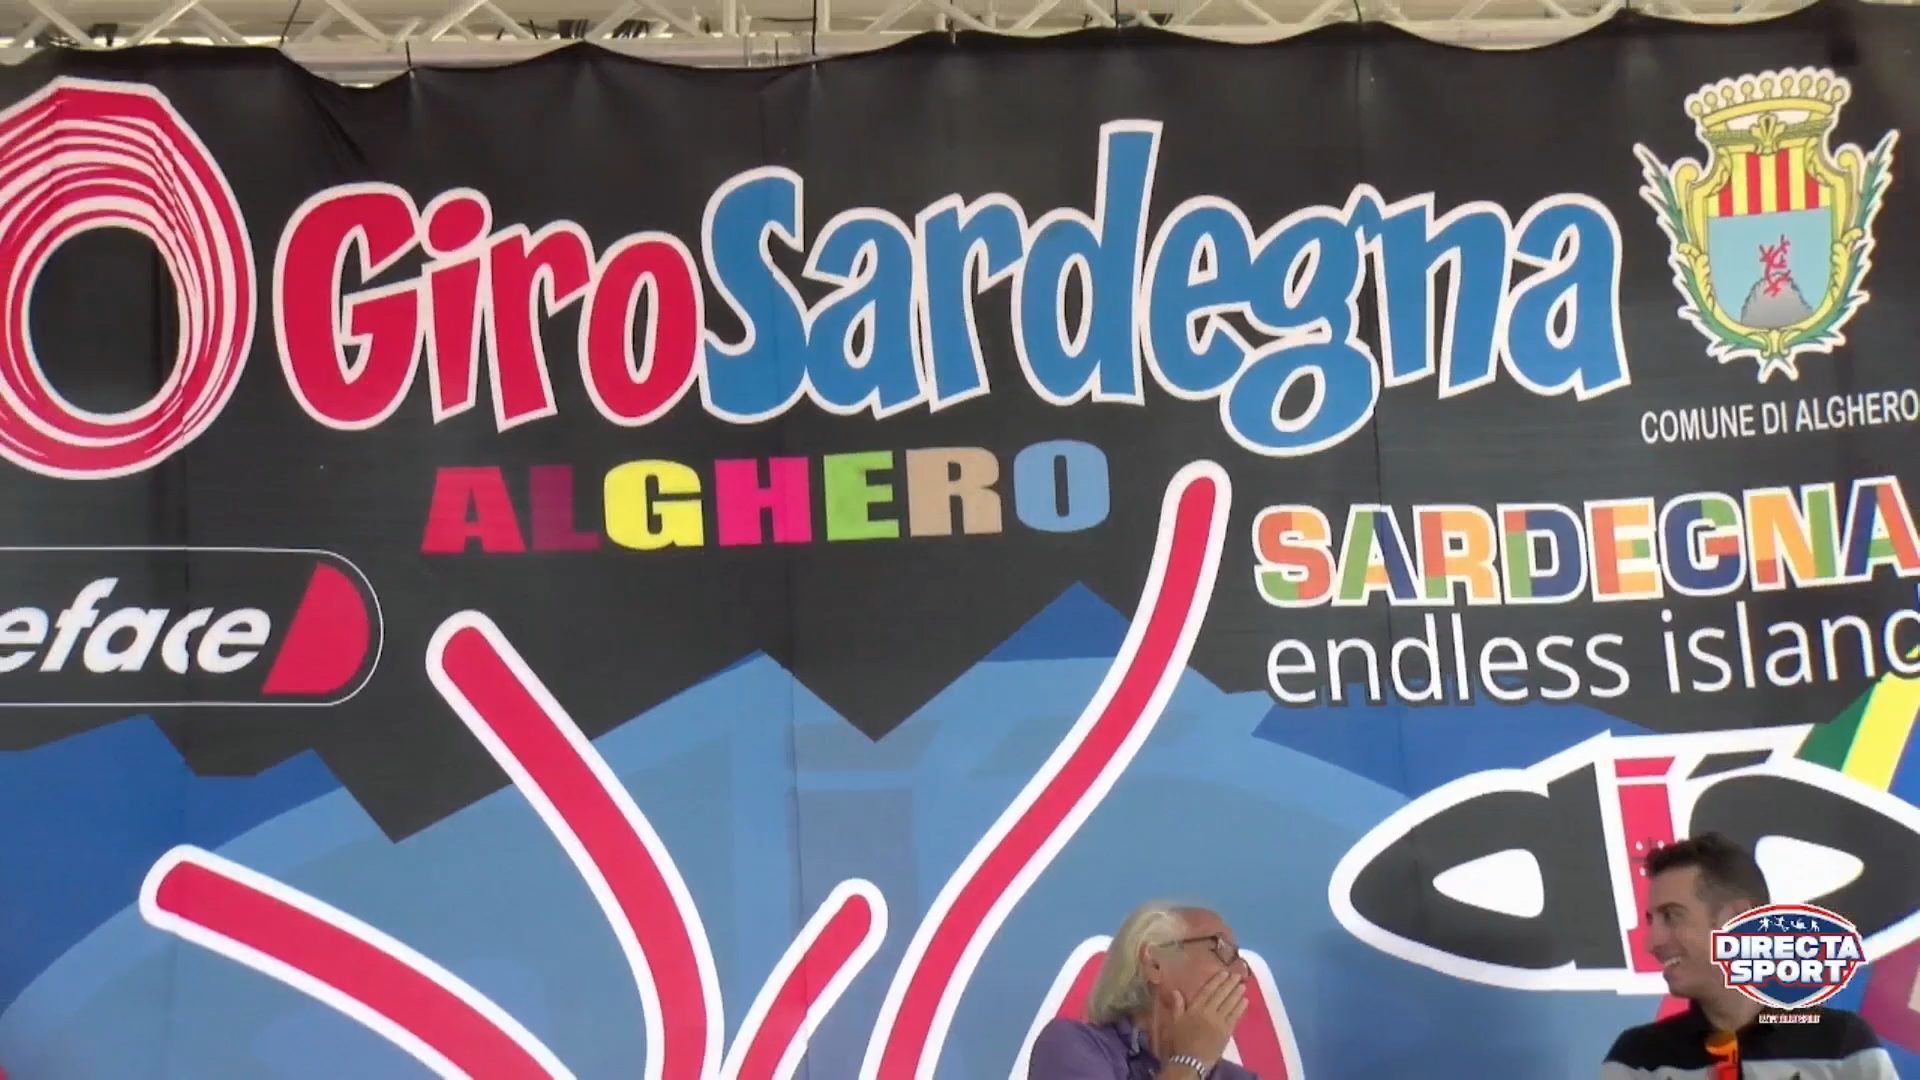 GiroSardegna
COMUNE DI ALGHERO
ALGHERO
SARDEGNA
endless island
eface
DIRECTA
SPORT